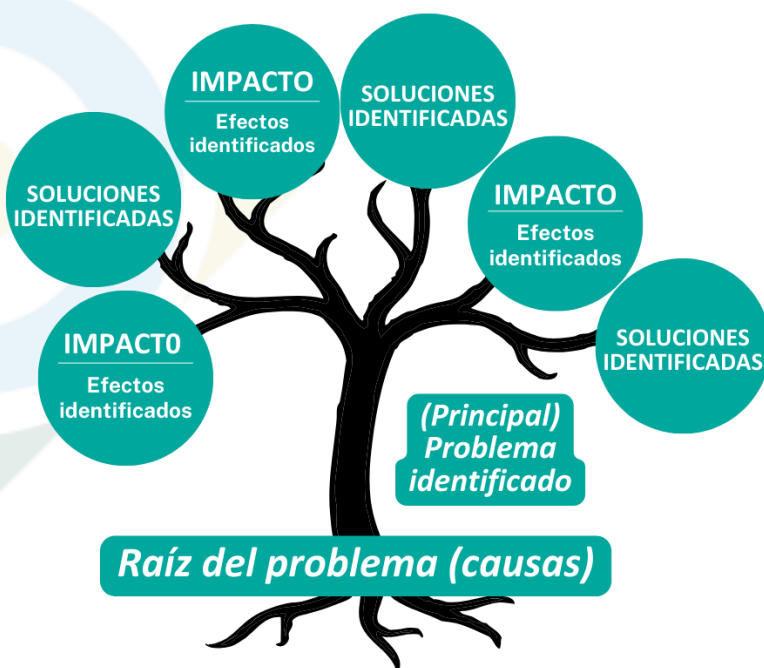 IMPACTO
Efectos
identificados
SOLUCIONES
IDENTIFICADAS
SOLUCIONES
IDENTIFICADAS
IMPACTO
Efectos
identificados
IMPACT0
Efectos
identificados
SOLUCIONES
IDENTIFICADAS
(Principal)
Problema
identificado
Raíz del problema (causas)